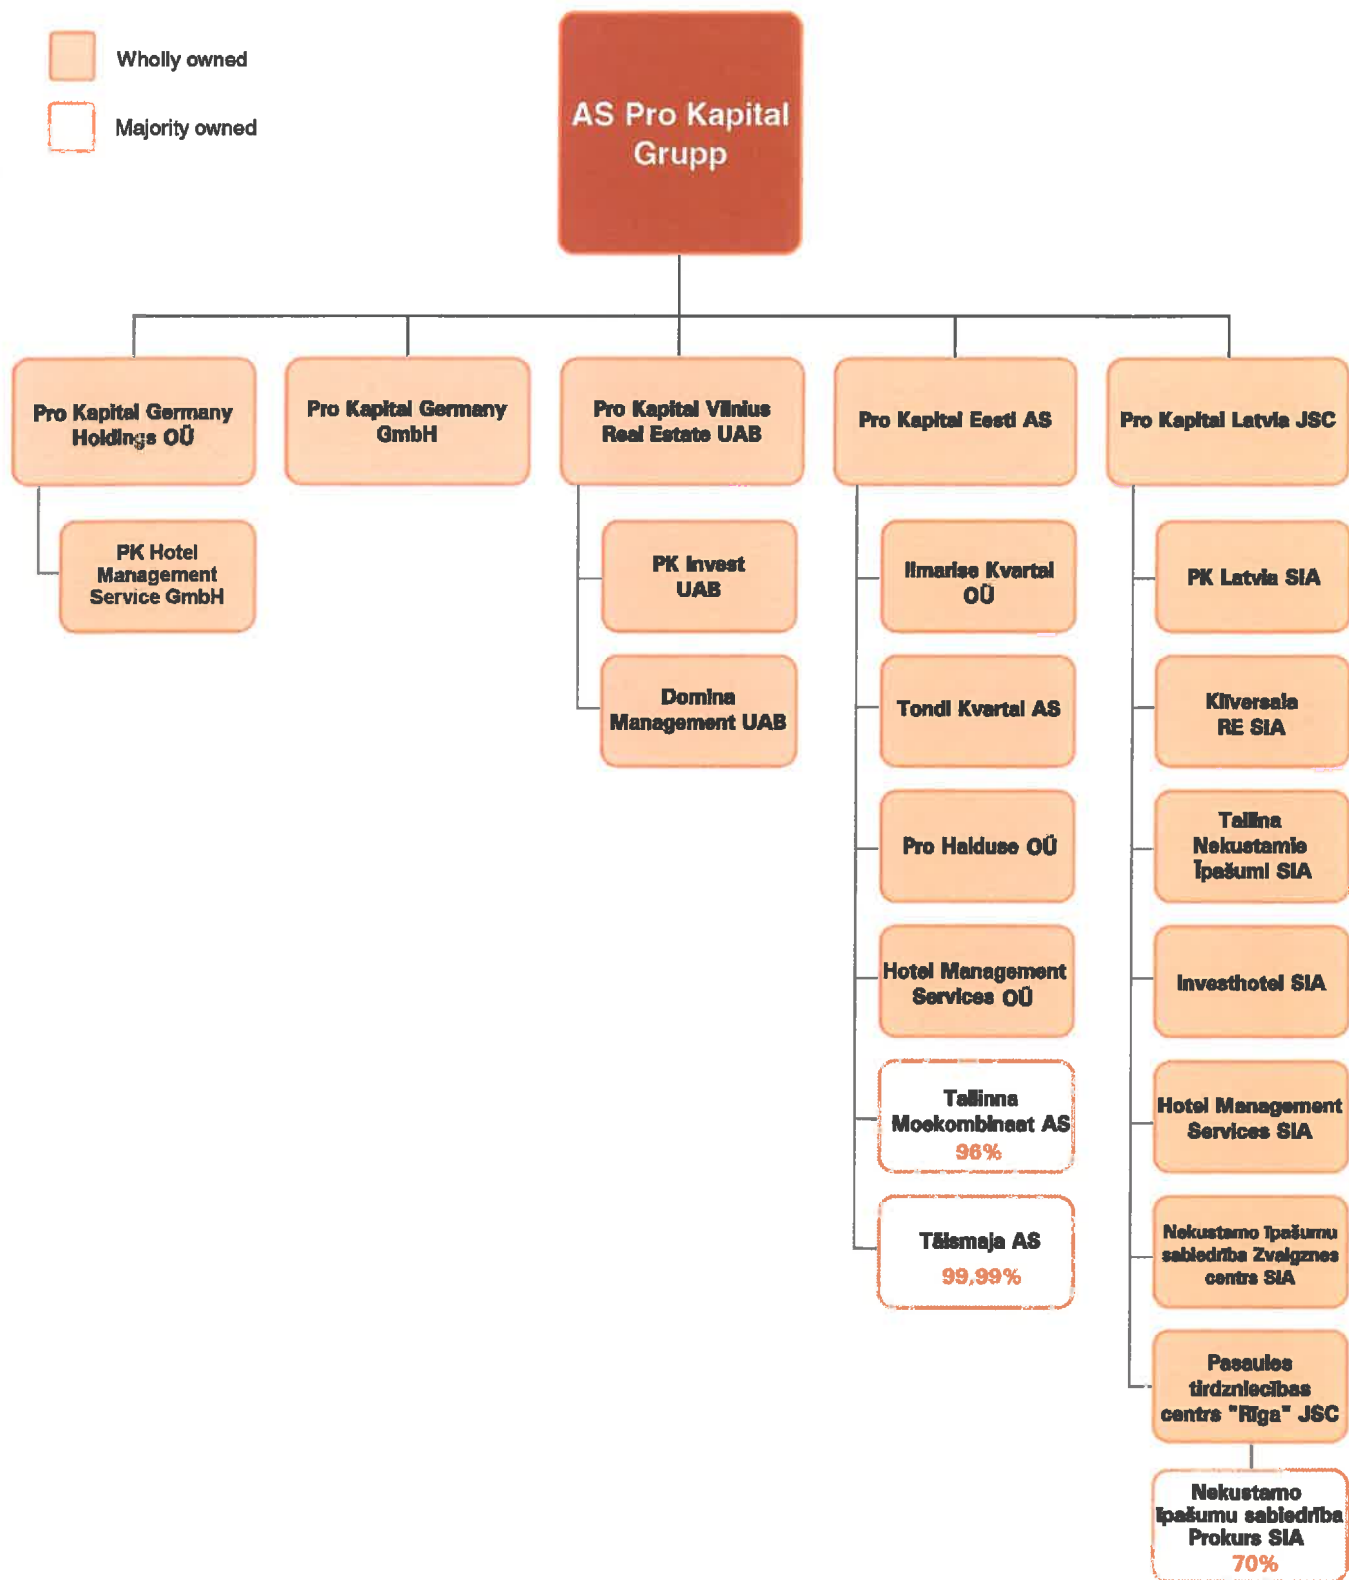 Wholly owned
Majority owned
AS Pro Kapital
Grupp
Pro Kapital Germany
Holdings OÜ
Pro Kapital Germany
GmbH
Pro Kapital Vilnius
Real Estate UAB
Pro Kapital Eesti AS
Pro Kapital Latvia JSC
PK Hotel
Management
Service GmbH
PK Invest
UAB
Domina
Management UAB
Ilmarise Kvartal
OÜ
Tondi Kvartal AS
Pro Halduse OÜ
Hotel Management
Services OÜ
Tallinna
Moekombinaat AS
96%
Täismaja AS
99,99%
PK Latvia SIA
Klīversala
RE SIA
Tallina
Nekustamie
Īpašumi SIA
Investhotel SIA
Hotel Management
Services SIA
Nekustamo īpašumu
sabiedrība Zvaigznes
centrs SIA
Pasaules
tirdzniecības
centrs "Rīga" JSC
Nekustamo
īpašumu sabiedrība
Prokurs SIA
70%